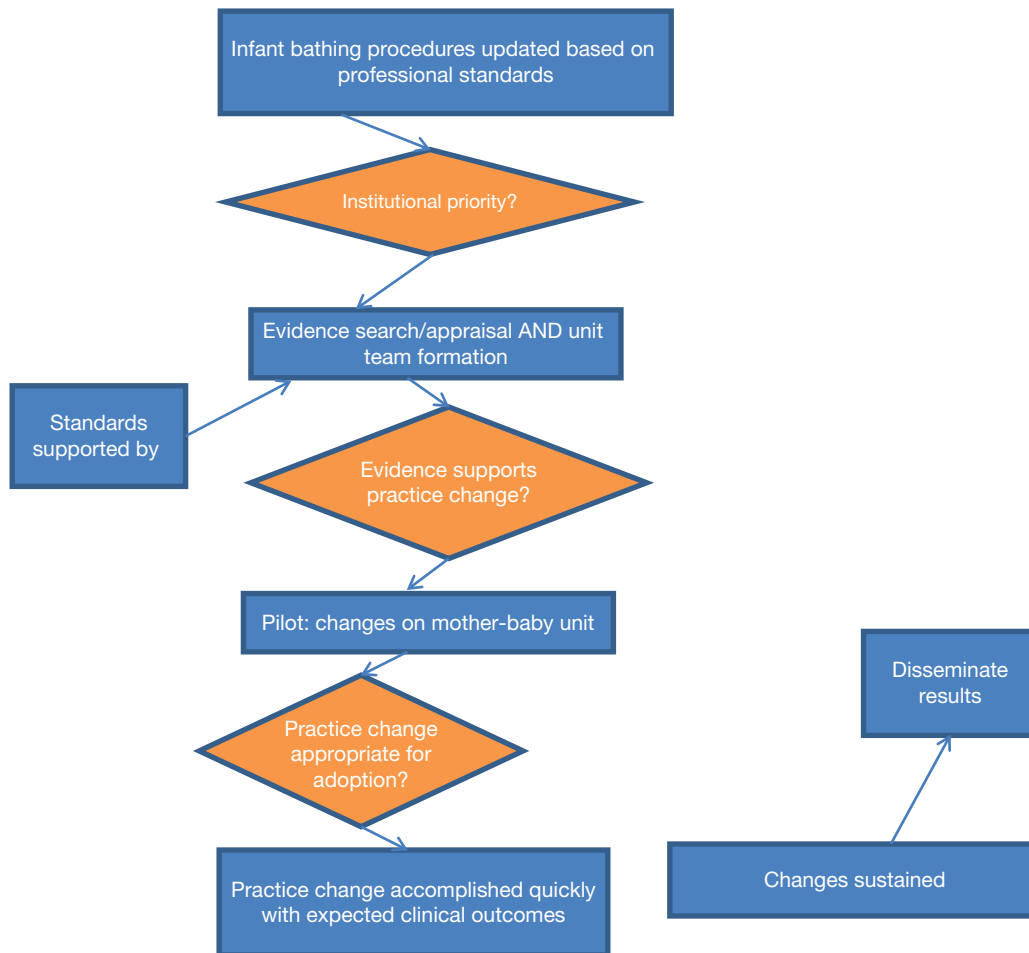 Infant bathing procedures updated based on
professional standards
Institutional priority?
Evidence search/appraisal AND unit
team formation
Standards
supported by
Evidence supports
practice change?
Pilot: changes on mother-baby unit
Practice change
appropriate for
adoption?
Disseminate
results
Practice change accomplished quickly
with expected clinical outcomes
Changes sustained